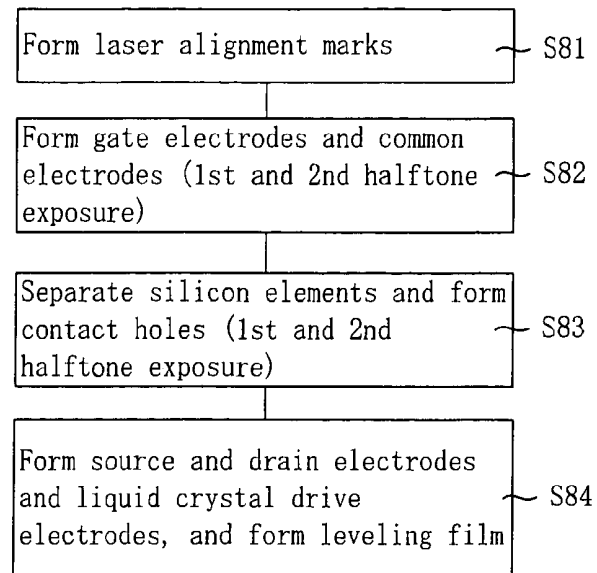 Form laser alignment marks
S81
Form gate electrodes and common
electrodes (1st and 2nd halftone
exposure)
S82
Separate silicon elements and form
contact holes (1st and 2nd
halftone exposure)
S83
Form source and drain electrodes
and liquid crystal drive
electrodes, and form leveling film
S84